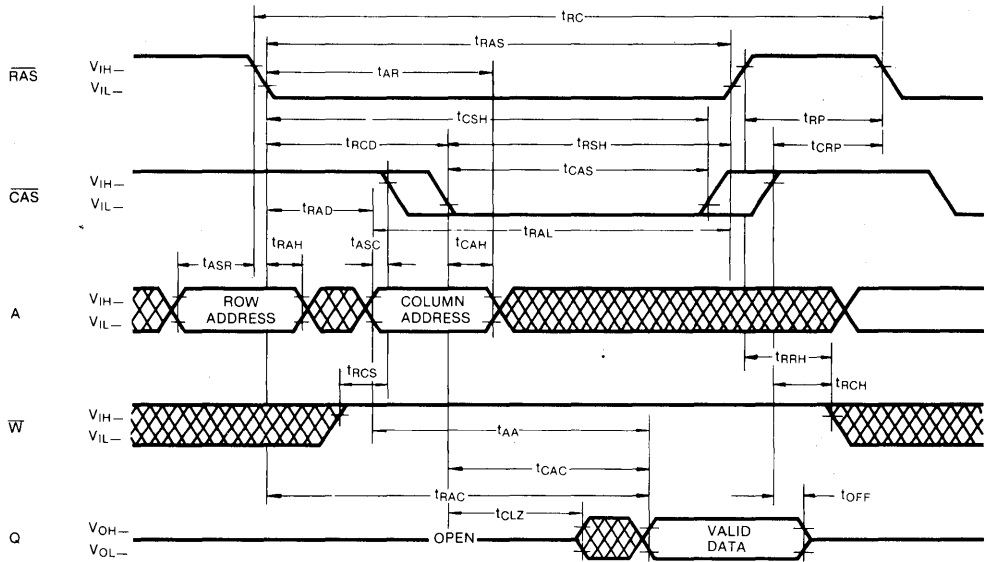 tRC
tRAS
RAS
VIH—
VIL—
tAR
tCSH
tRP
tRCD
tRSH
tCRP
CAS
VIH—
VIL—
tCAS
tRAD
tRAL
tRAH
tASC
tCAH
tASR
A
VIH—
VIL—
ROW
ADDRESS
COLUMN
ADDRESS
tRRH
tRCS
tRCH
W
VIH—
VIL—
tAA
tCAC
tRAC
tOFF
tCLZ
Q
VOH—
VOL—
OPEN
VALID
DATA